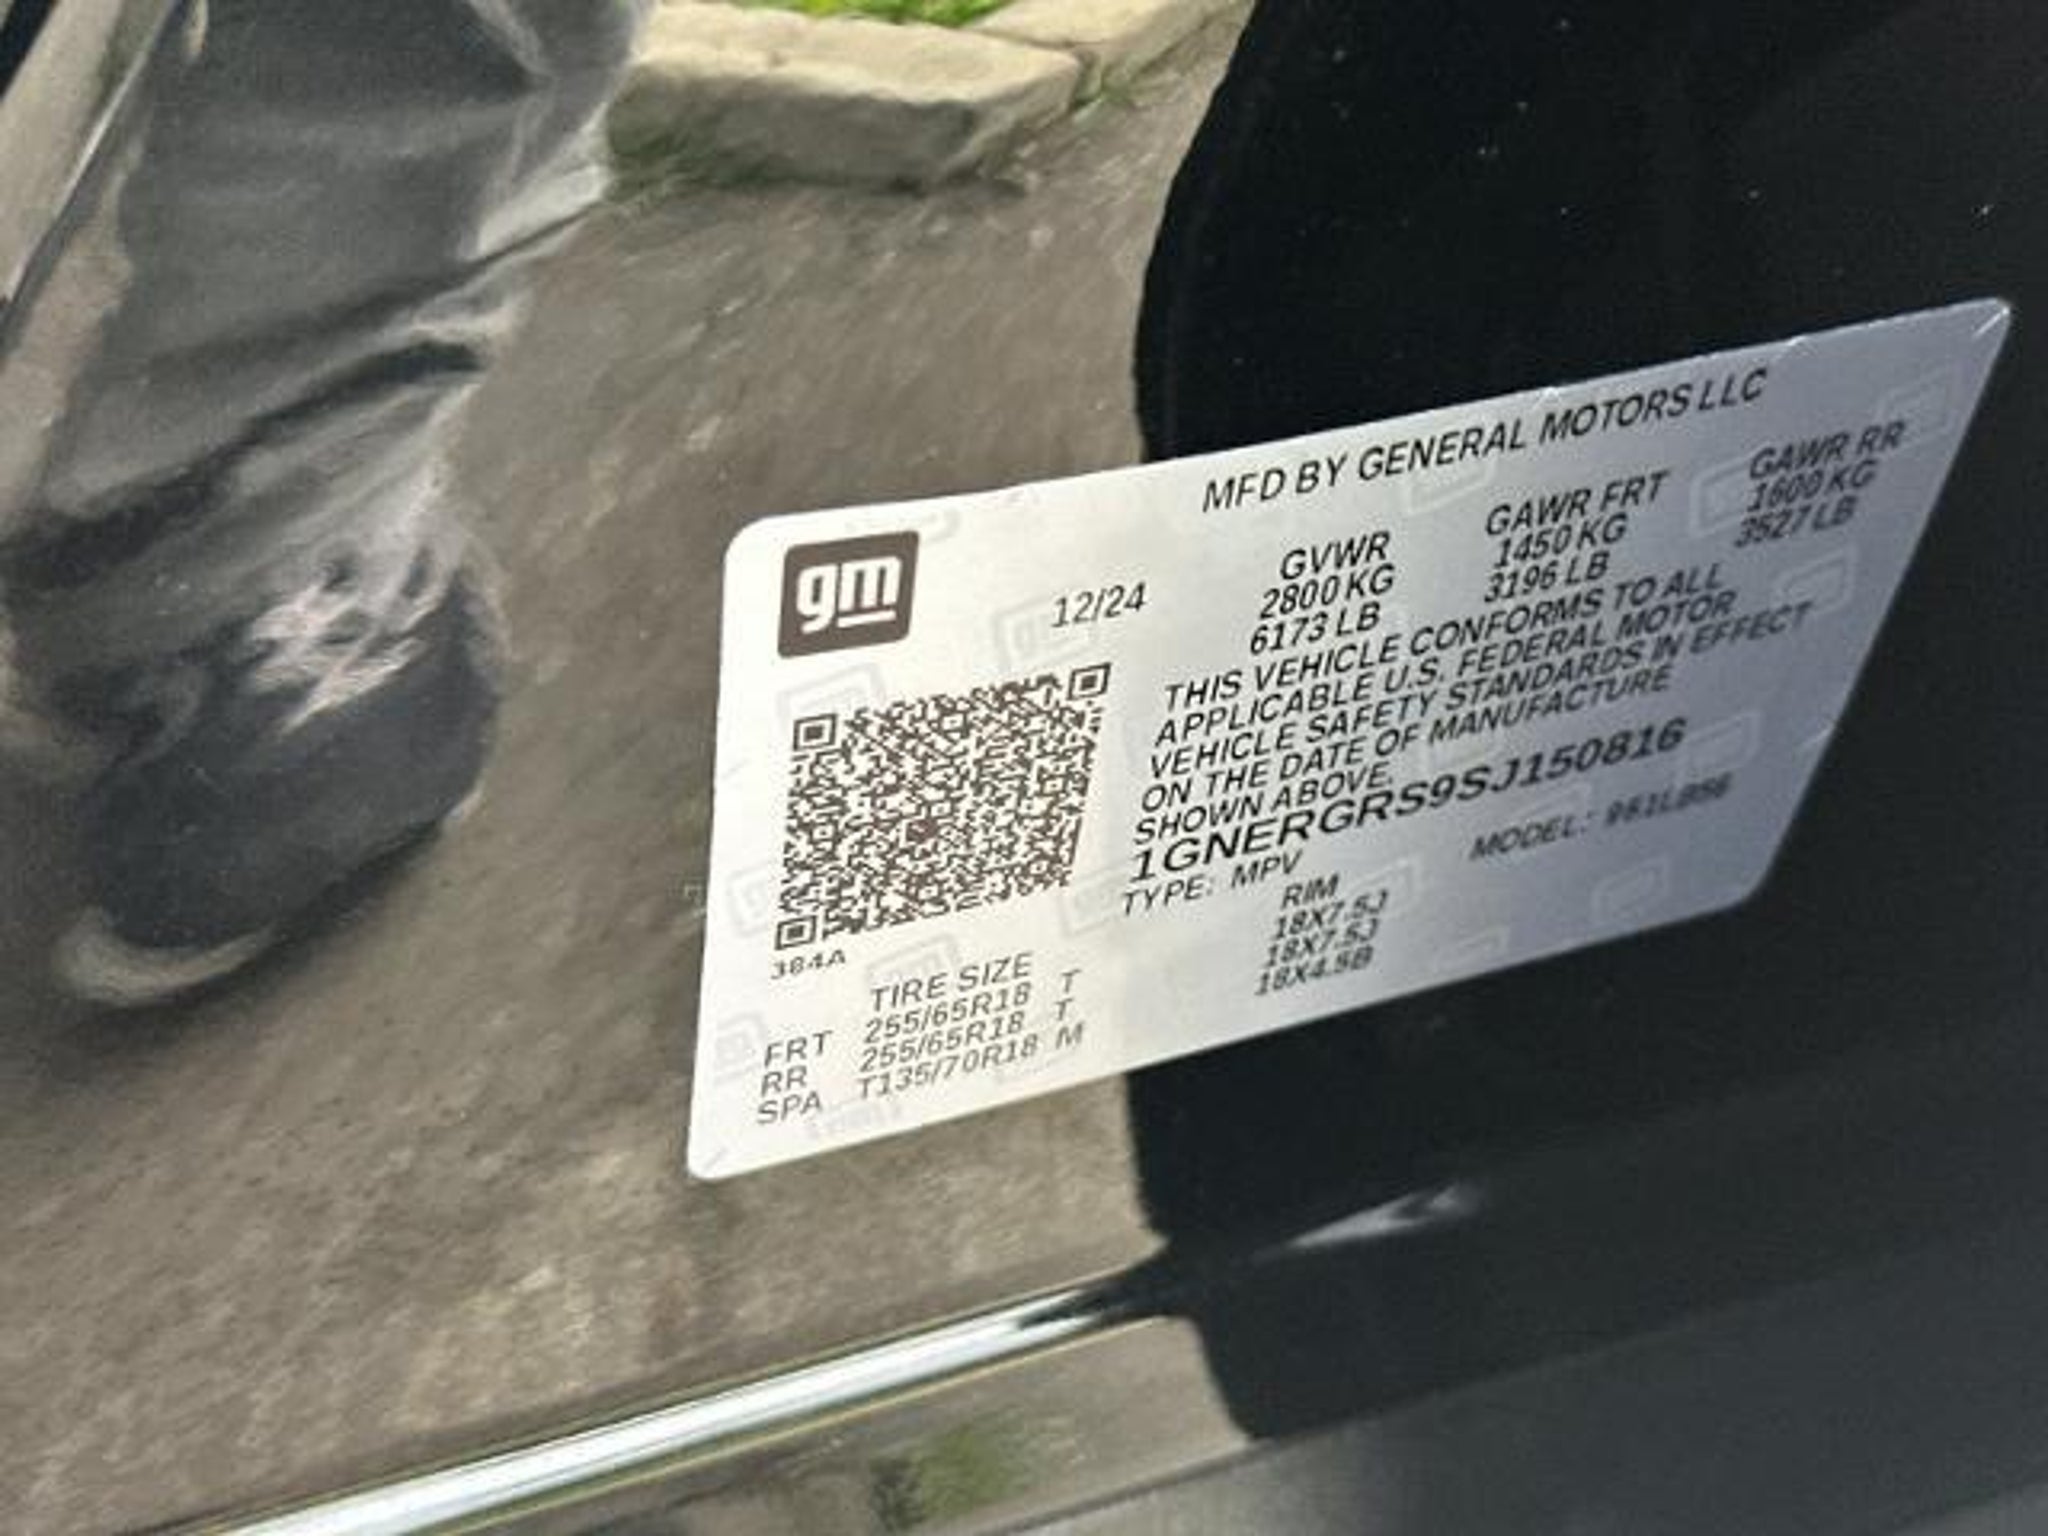 MFD BY GENERAL MOTORS LLC
gm
12/24
GVWR GAWR FRT GAWR RR
2800 KG 1450 KG 1600 KG
6173 LB 3196 LB 3527 LB
THIS VEHICLE CONFORMS TO ALL
APPLICABLE U.S. FEDERAL MOTOR
VEHICLE SAFETY STANDARDS IN EFFECT
ON THE DATE OF MANUFACTURE
SHOWN ABOVE.
1GNERGRS9SJ150816
TYPE: MPV MODEL:
384A
TIRE SIZE RIM
FRT 255/65R18 T 18X7.5J
RR 255/65R18 T 18X7.5J
SPA T135/70R18 M 18X4.5B